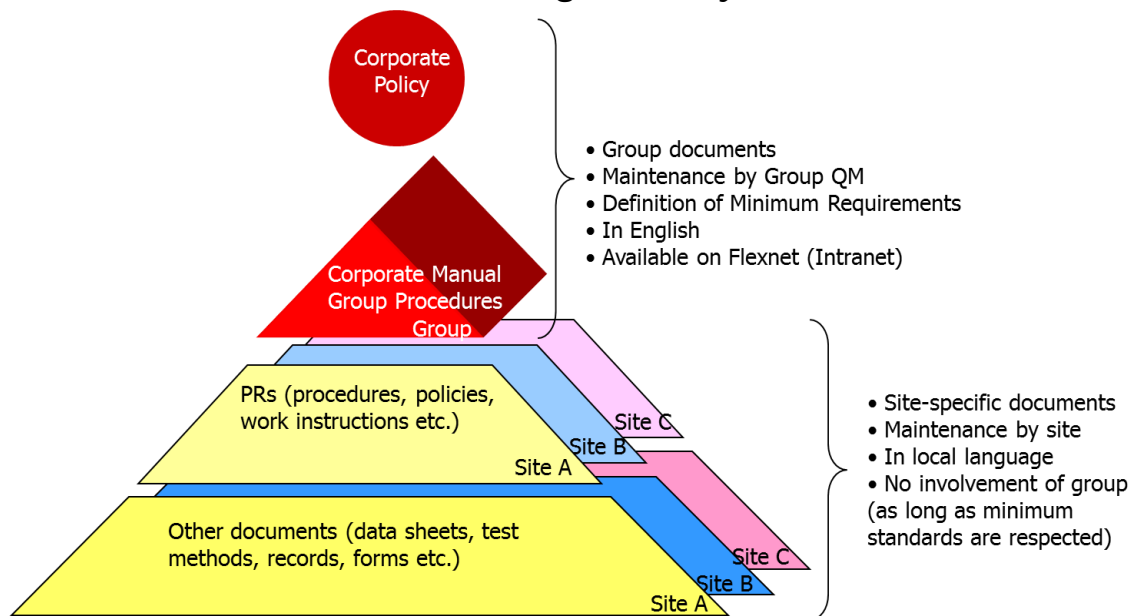 Corporate
Policy
• Group documents
• Maintenance by Group QM
• Definition of Minimum Requirements
• In English
• Available on Flexnet (Intranet)
Corporate Manual
Group Procedures
Group
PRs (procedures, policies,
work instructions etc.)
Site C
Site B
Site A
• Site-specific documents
• Maintenance by site
• In local language
• No involvement of group
(as long as minimum
standards are respected)
Other documents (data sheets, test
methods, records, forms etc.)
Site C
Site B
Site A